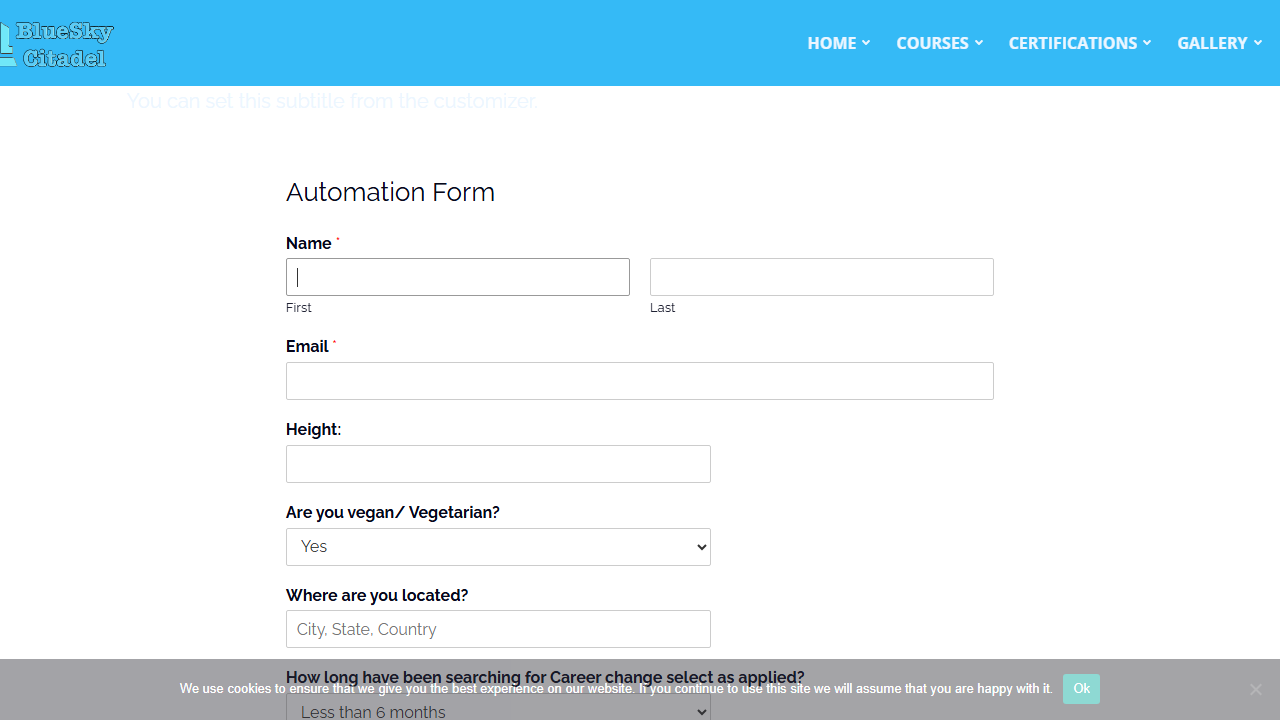 BlueSky
Citadel
HOME
COURSES
CERTIFICATIONS
GALLERY
You can set this subtitle from the customizer.
Automation Form
Name *
First
Last
Email *
Height:
Are you vegan/ Vegetarian?
Yes
Where are you located?
City, State, Country
How long have been searching for Career change select as applied?
We use cookies to ensure that we give you the best experience on our website. If you continue to use this site we will assume that you are happy with it.
Ok
Less than 6 months